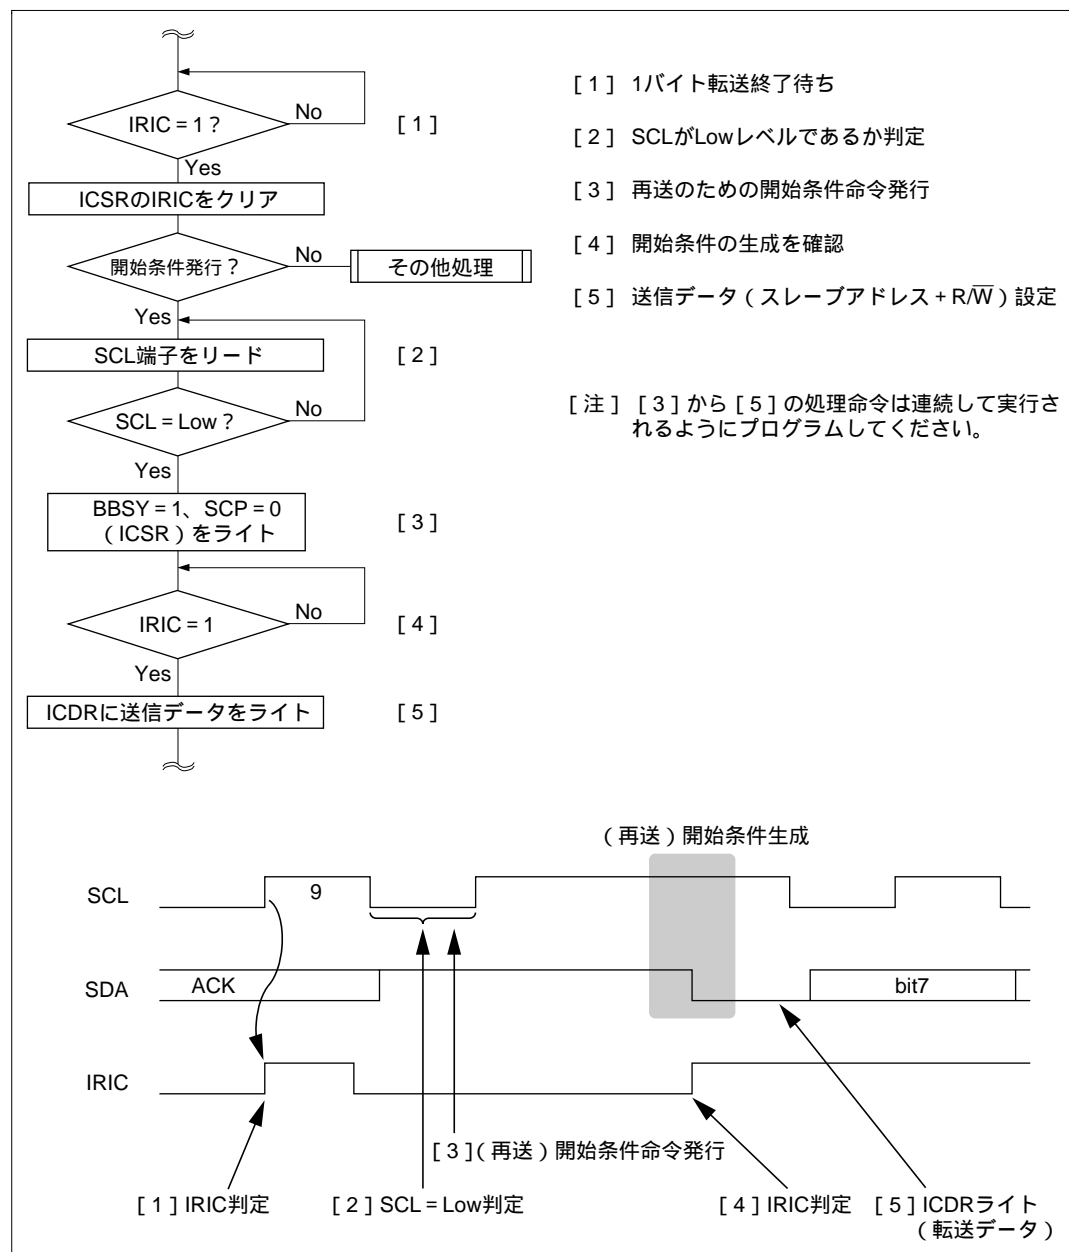 IRIC = 1 ?
No
[ 1 ]
Yes
ICSRのIRICをクリア
開始条件発行 ?
No
その他処理
Yes
SCL端子をリード
[ 2 ]
SCL = Low ?
No
Yes
BBSY = 1、SCP = 0
( ICSR ) をライト
[ 3 ]
IRIC = 1
No
[ 4 ]
Yes
ICDRに送信データをライト
[ 5 ]
[ 1 ] 1バイト転送終了待ち
[ 2 ] SCLがLowレベルであるか判定
[ 3 ] 再送のための開始条件命令発行
[ 4 ] 開始条件の生成を確認
[ 5 ] 送信データ ( スレーブアドレス + R/W̅ ) 設定
[ 注 ] [ 3 ] から [ 5 ] の処理命令は連続して実行さ
れるようにプログラムしてください。
( 再送 ) 開始条件生成
SCL
9
SDA
ACK
bit7
IRIC
[ 3 ] ( 再送 ) 開始条件命令発行
[ 1 ] IRIC判定
[ 2 ] SCL = Low判定
[ 4 ] IRIC判定
[ 5 ] ICDRライト
( 転送データ )